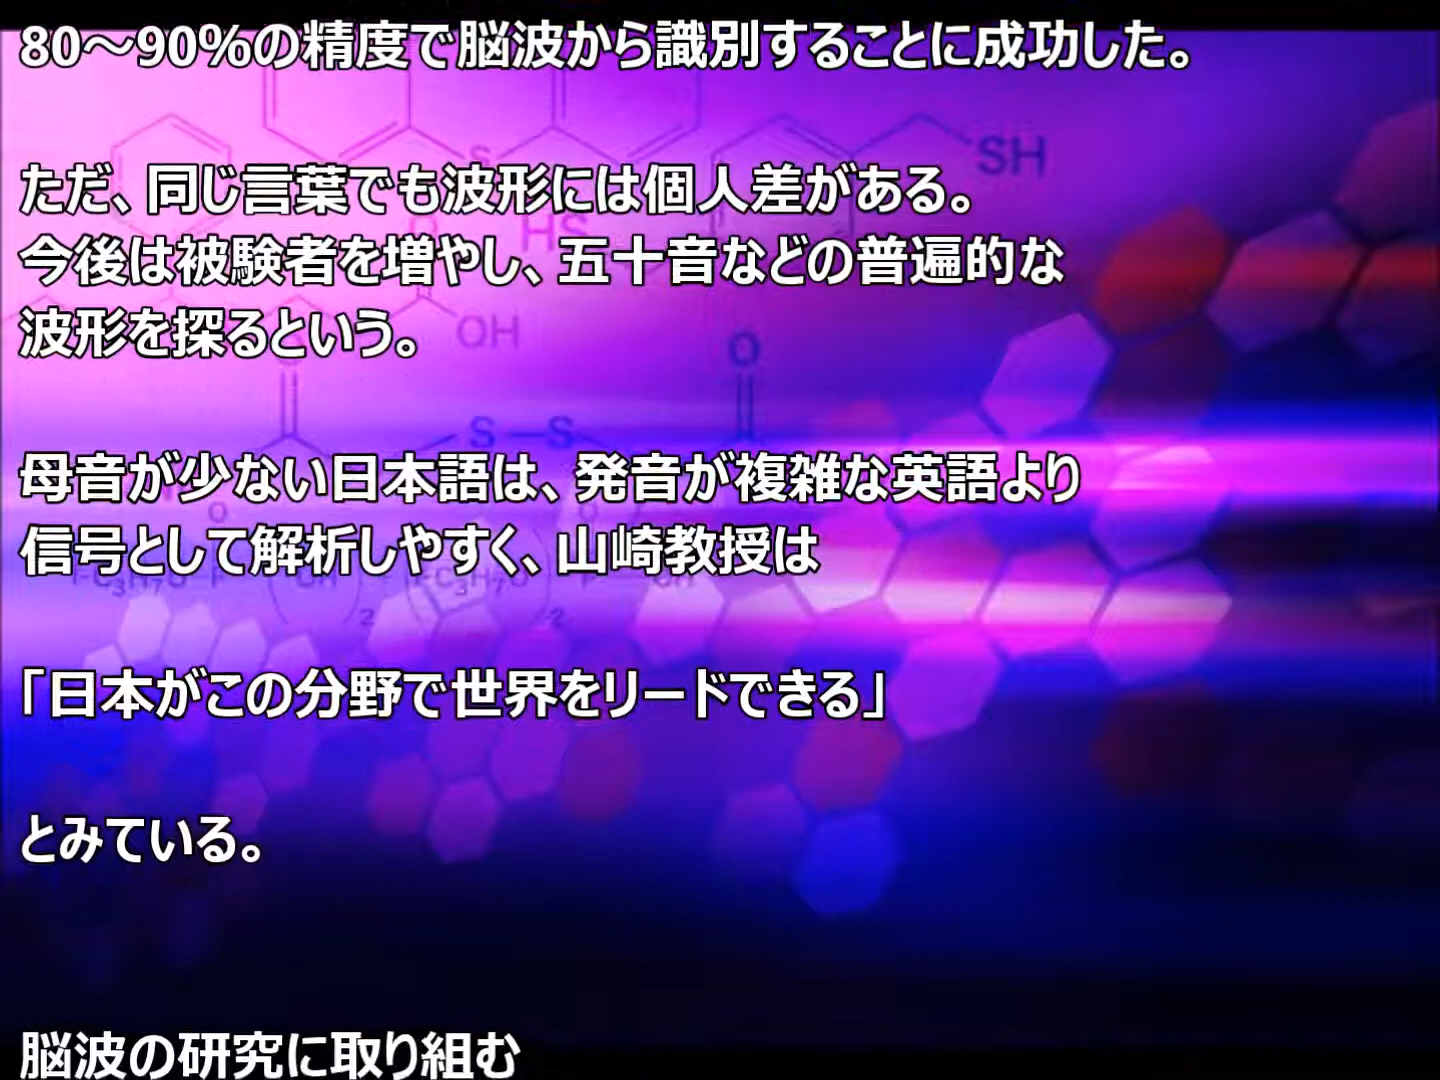 80～90%の精度で脳波から識別することに成功した。
ただ、同じ言葉でも波形には個人差がある。
今後は被験者を増やし、五十音などの普遍的な
波形を探るという。
母音が少ない日本語は、発音が複雑な英語より
信号として解析しやすく、山崎教授は
「日本がこの分野で世界をリードできる」
とみている。
脳波の研究に取り組む
SH
S
HS
OH
O
S
S
O
O